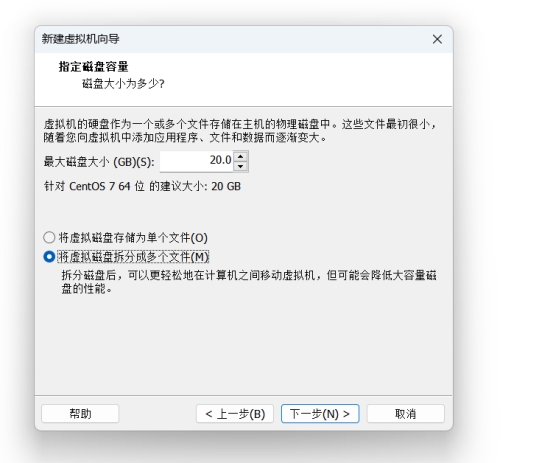 新建虚拟机向导
指定磁盘容量
磁盘大小为多少?
虚拟机的硬盘作为一个或多个文件存储在主机的物理磁盘中。这些文件最初很小，
随着您向虚拟机中添加应用程序、文件和数据而逐渐变大。
最大磁盘大小 (GB)(S): 20.0
针对 CentOS 7 64 位 的建议大小: 20 GB
将虚拟磁盘存储为单个文件(O)
将虚拟磁盘拆分成多个文件(M)
拆分磁盘后，可以更轻松地在计算机之间移动虚拟机，但可能会降低大容量磁
盘的性能。
帮助 < 上一步(B) 下一步(N) > 取消